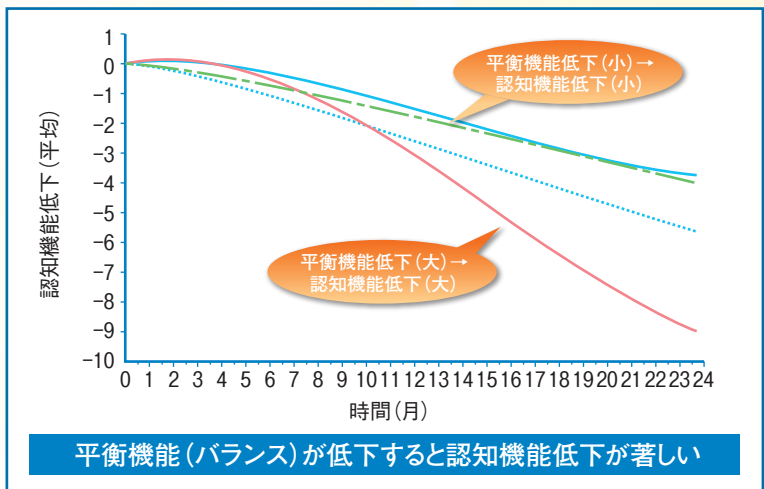 1
0
-1
-2
-3
-4
-5
-6
-7
-8
-9
-10
認知機能低下(平均)
平衡機能低下(小)→
認知機能低下(小)
平衡機能低下(大)→
認知機能低下(大)
0 1 2 3 4 5 6 7 8 9 10 11 12 13 14 15 16 17 18 19 20 21 22 23 24
時間(月)
平衡機能(バランス)が低下すると認知機能低下が著しい